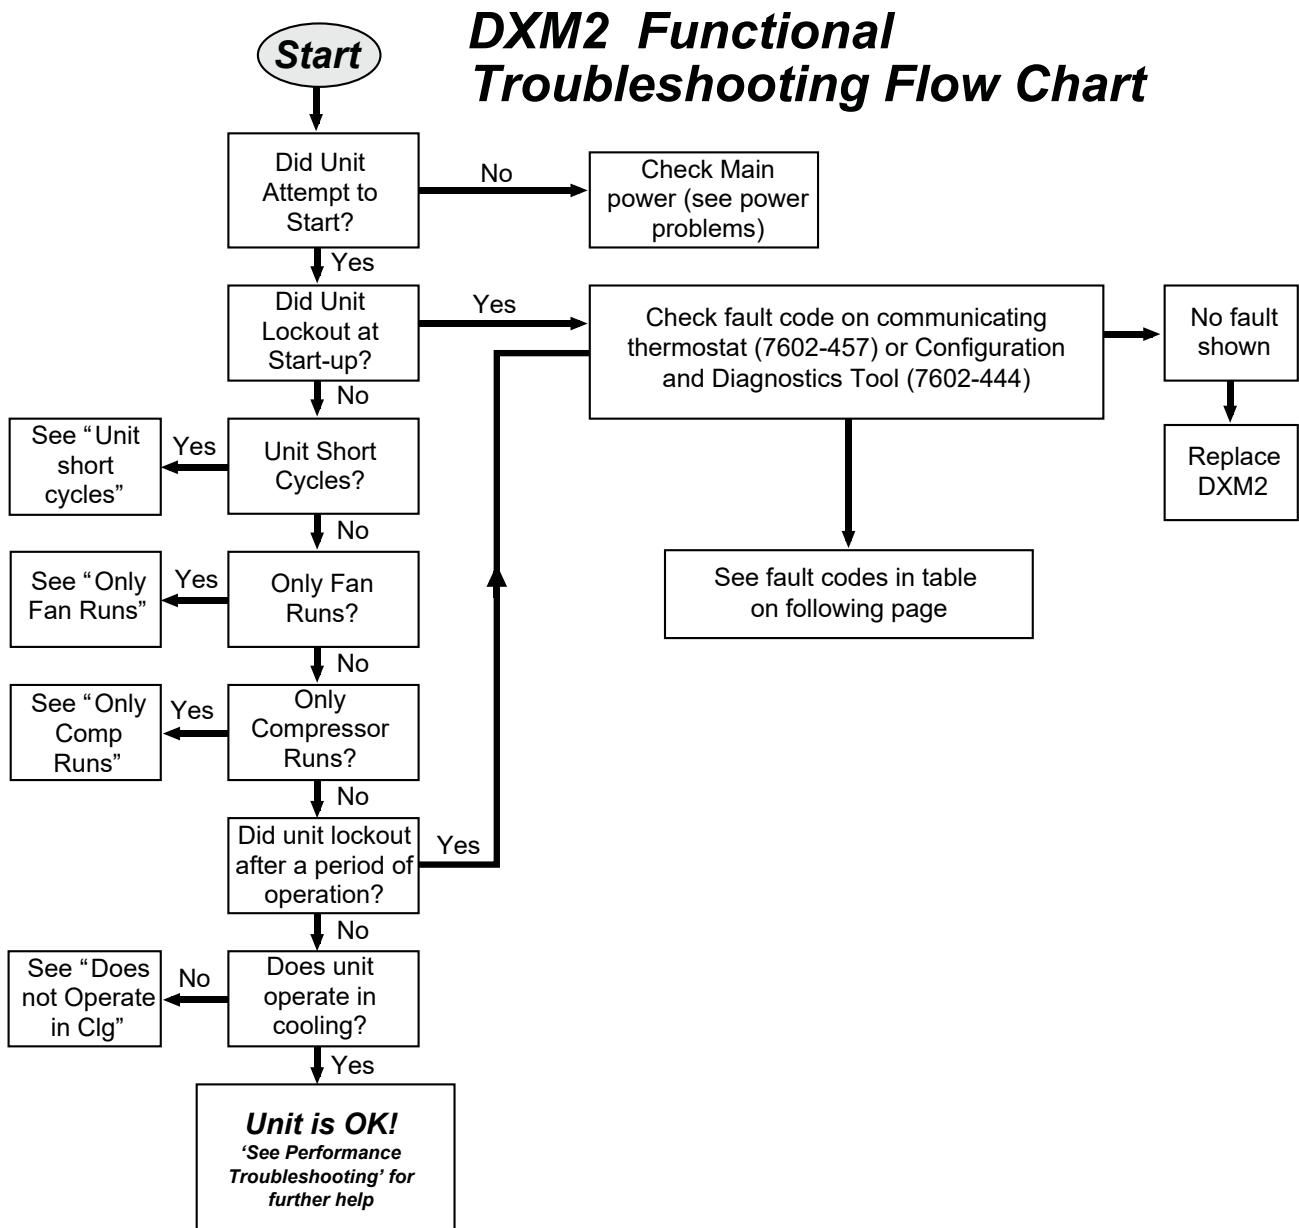 DXM2 Functional
Troubleshooting Flow Chart
Start
Did Unit
Attempt to
Start?
No
Check Main
power (see power
problems)
Yes
Did Unit
Lockout at
Start-up?
Yes
Check fault code on communicating
thermostat (7602-457) or Configuration
and Diagnostics Tool (7602-444)
No fault
shown
Replace
DXM2
See fault codes in table
on following page
No
Unit Short
Cycles?
Yes
See “Unit
short
cycles”
No
Only Fan
Runs?
Yes
See “Only
Fan Runs”
No
Only
Compressor
Runs?
Yes
See “Only
Comp
Runs”
No
Did unit lockout
after a period of
operation?
Yes
No
Does unit
operate in
cooling?
No
See “Does
not Operate
in Clg”
Yes
Unit is OK!
‘See Performance
Troubleshooting’ for
further help